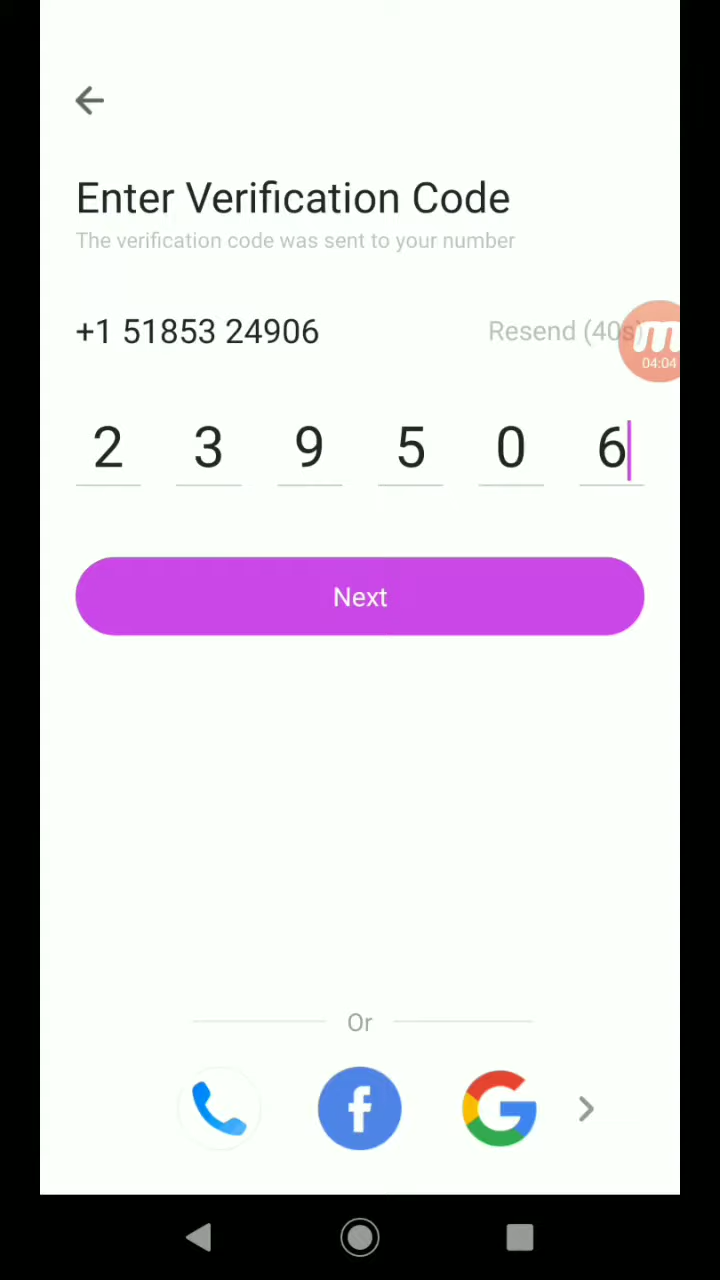 Enter Verification Code
The verification code was sent to your number
+1 51853 24906
Resend (40s)
04:04
2 3 9 5 0 6
Next
Or